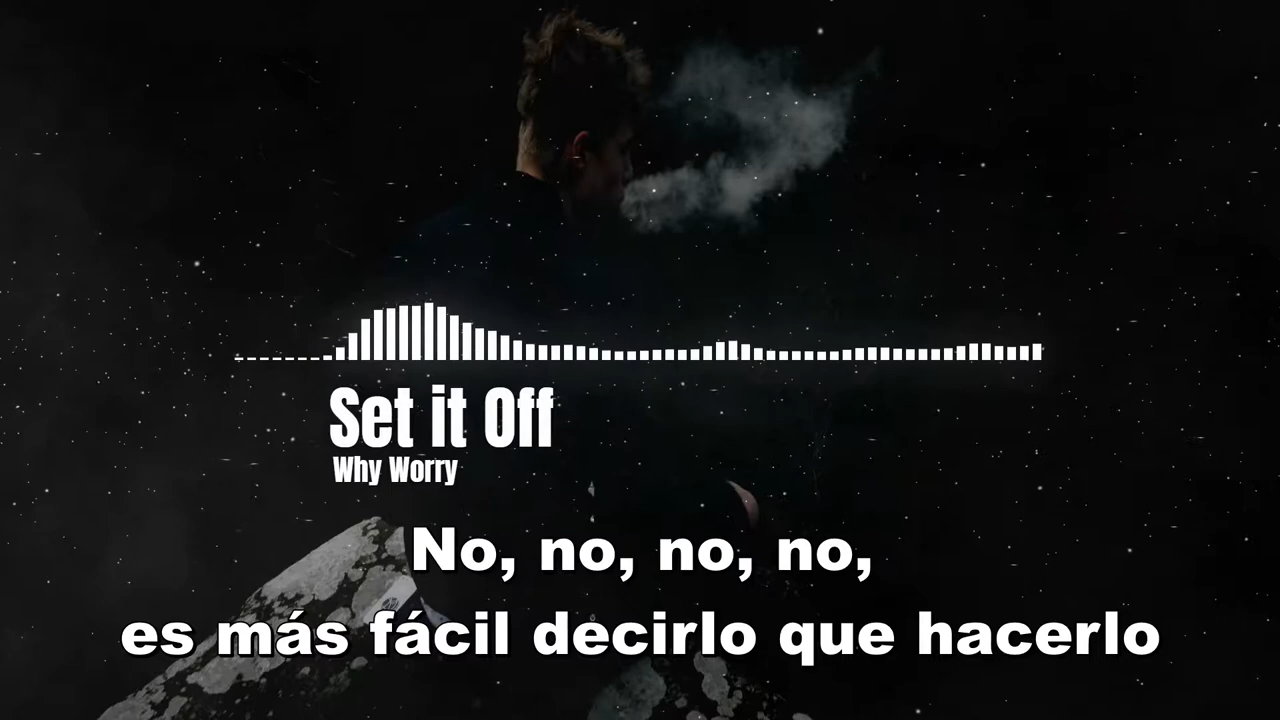 Set it Off
Why Worry
No, no, no, no,
es más fácil decirlo que hacerlo